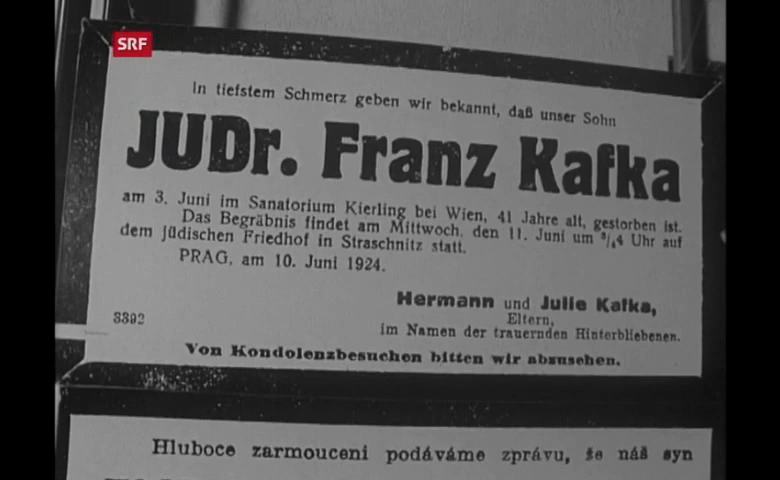 SRF
In tiefstem Schmerz geben wir bekannt, daß unser Sohn
JUDr. Franz Kafka
am 3. Juni im Sanatorium Kierling bei Wien, 41 Jahre alt, gestorben ist.
Das Begräbnis findet am Mittwoch, den 11. Juni um ³/₄4 Uhr auf
dem jüdischen Friedhof in Straschnitz statt.
PRAG, am 10. Juni 1924.
Hermann und Julie Kafka,
Eltern,
im Namen der trauernden Hinterbliebenen.
3392
Von Kondolenzbesuchen bitten wir abzusehen.
Hluboce zarmouceni podáváme zprávu, že náš syn